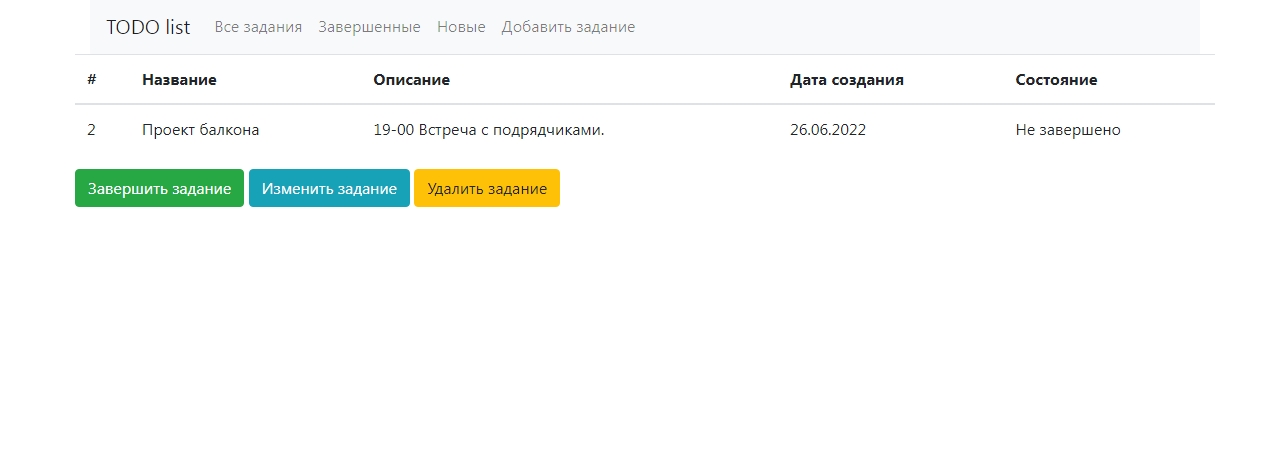 TODO list Все задания Завершенные Новые Добавить задание
# Название Описание Дата создания Состояние
2 Проект балкона 19-00 Встреча с подрядчиками. 26.06.2022 Не завершено
Завершить задание Изменить задание Удалить задание